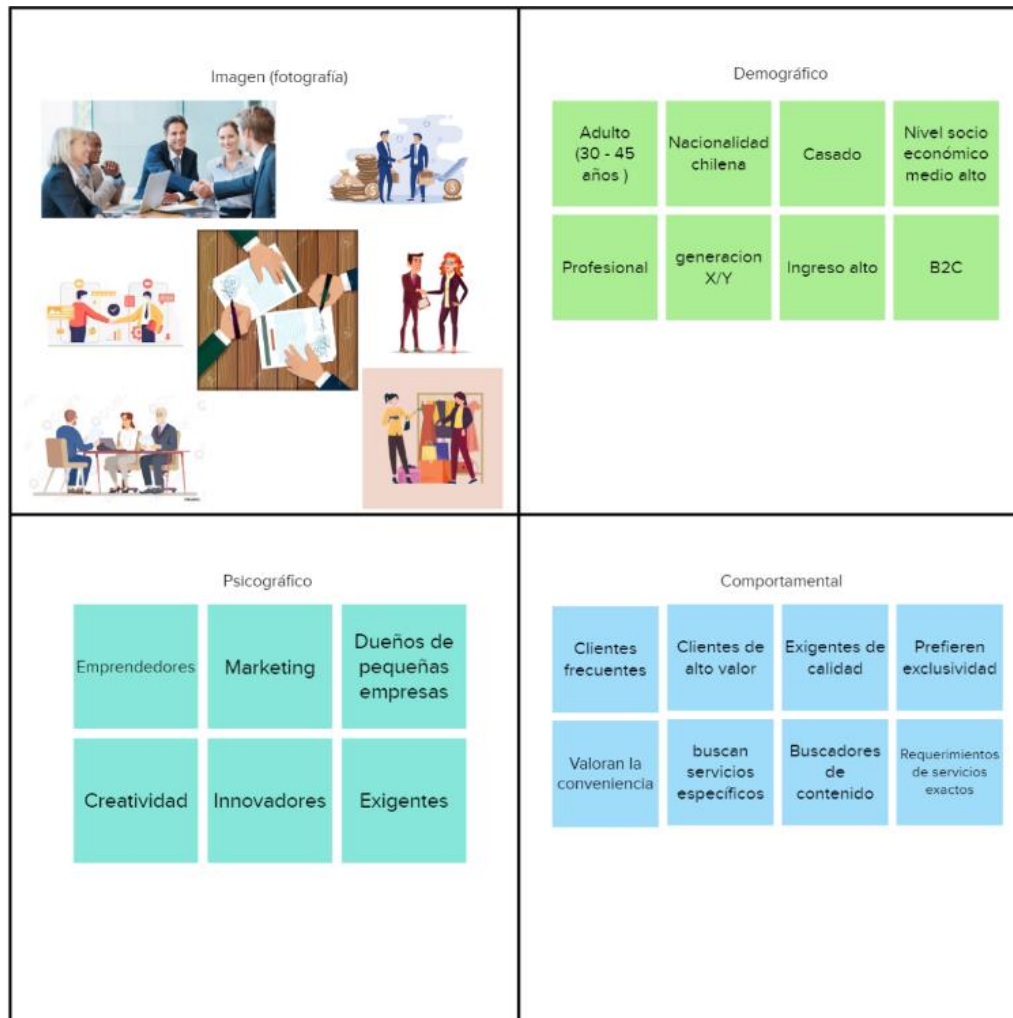 Imagen (fotografía)
Demográfico
Adulto
(30 - 45
años )
Nacionalidad
chilena
Casado
Nivel socio
económico
medio alto
Profesional
generacion
X/Y
Ingreso alto
B2C
Psicográfico
Emprendedores
Marketing
Dueños de
pequeñas
empresas
Creatividad
Innovadores
Exigentes
Comportamental
Clientes
frecuentes
Clientes de
alto valor
Exigentes de
calidad
Prefieren
exclusividad
Valoran la
conveniencia
buscan
servicios
específicos
Buscadores
de
contenido
Requerimientos
de servicios
exactos